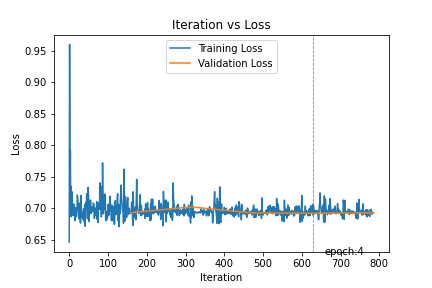 Iteration vs Loss
Training Loss
Validation Loss
Loss
0.95
0.90
0.85
0.80
0.75
0.70
0.65
0 100 200 300 400 500 600 700 800
epoch:4
Iteration